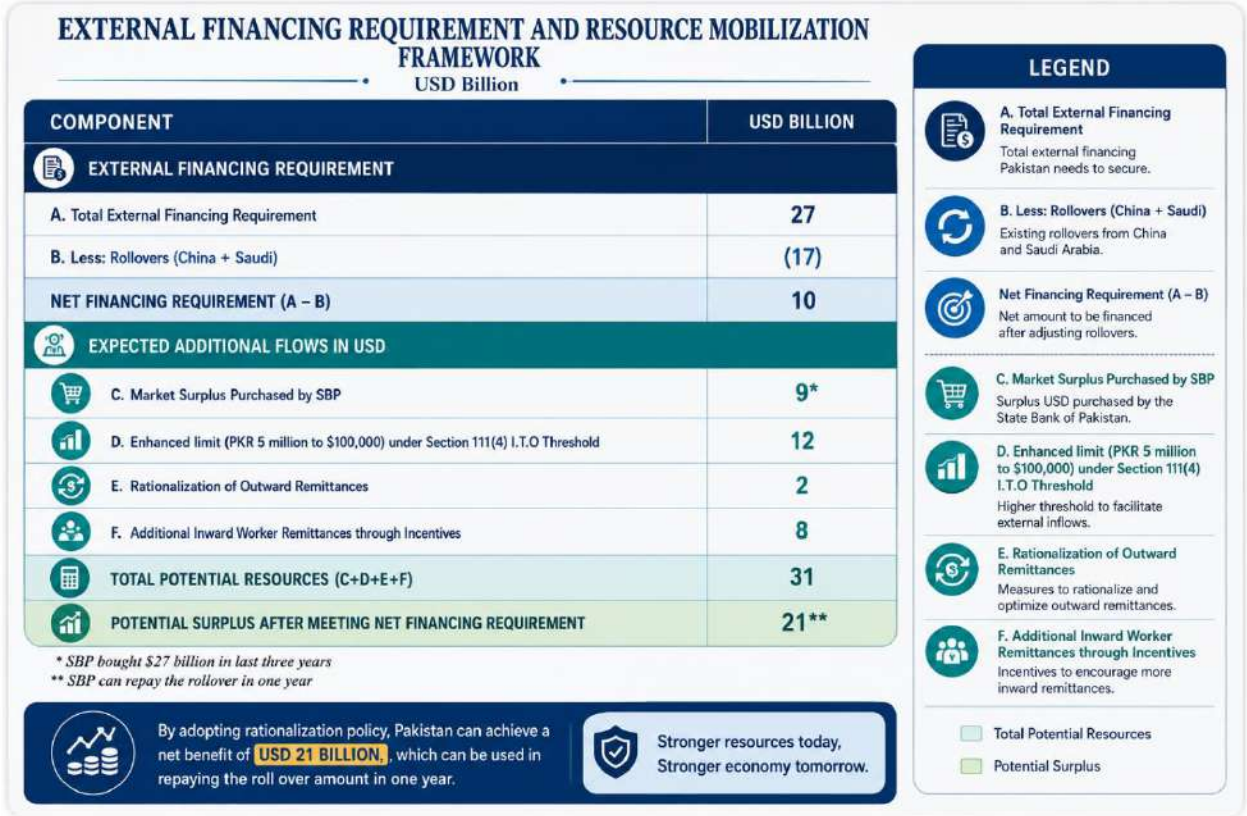 EXTERNAL FINANCING REQUIREMENT AND RESOURCE MOBILIZATION
FRAMEWORK
USD Billion
COMPONENT USD BILLION
EXTERNAL FINANCING REQUIREMENT
A. Total External Financing Requirement 27
B. Less: Rollovers (China + Saudi) (17)
NET FINANCING REQUIREMENT (A – B) 10
EXPECTED ADDITIONAL FLOWS IN USD
C. Market Surplus Purchased by SBP 9*
D. Enhanced limit (PKR 5 million to $100,000) under Section 111(4) I.T.O Threshold 12
E. Rationalization of Outward Remittances 2
F. Additional Inward Worker Remittances through Incentives 8
TOTAL POTENTIAL RESOURCES (C+D+E+F) 31
POTENTIAL SURPLUS AFTER MEETING NET FINANCING REQUIREMENT 21**
* SBP bought $27 billion in last three years
** SBP can repay the rollover in one year
By adopting rationalization policy, Pakistan can achieve a
net benefit of USD 21 BILLION, , which can be used in
repaying the roll over amount in one year.
Stronger resources today,
Stronger economy tomorrow.
LEGEND
A. Total External Financing
Requirement
Total external financing
Pakistan needs to secure.
B. Less: Rollovers (China + Saudi)
Existing rollovers from China
and Saudi Arabia.
Net Financing Requirement (A – B)
Net amount to be financed
after adjusting rollovers.
C. Market Surplus Purchased by SBP
Surplus USD purchased by the
State Bank of Pakistan.
D. Enhanced limit (PKR 5 million
to $100,000) under Section 111(4)
I.T.O Threshold
Higher threshold to facilitate
external inflows.
E. Rationalization of Outward
Remittances
Measures to rationalize and
optimize outward remittances.
F. Additional Inward Worker
Remittances through Incentives
Incentives to encourage more
inward remittances.
Total Potential Resources
Potential Surplus